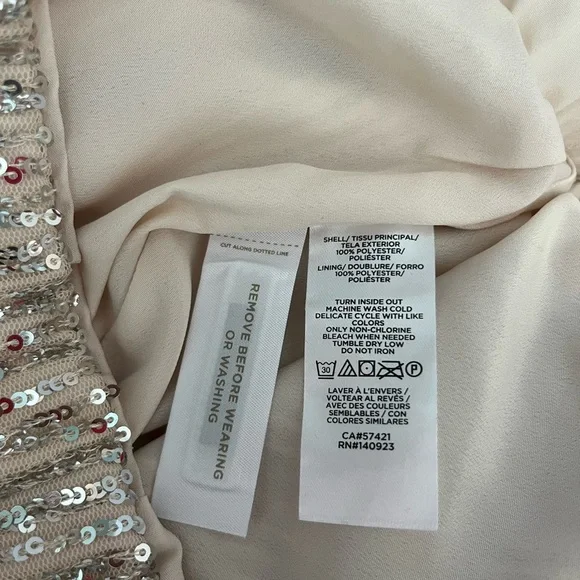 CUT ALONG DOTTED LINE
REMOVE BEFORE WEARING
OR WASHING
SHELL/ TISSU PRINCIPAL/
TELA EXTERIOR
100% POLYESTER/
POLIÉSTER
LINING/ DOUBLURE/ FORRO
100% POLYESTER/
POLIÉSTER
TURN INSIDE OUT
MACHINE WASH COLD
DELICATE CYCLE WITH LIKE
COLORS
ONLY NON-CHLORINE
BLEACH WHEN NEEDED
TUMBLE DRY LOW
DO NOT IRON
30 P
LAVER À L'ENVERS /
VOLTEAR AL REVÉS /
AVEC DES COULEURS
SEMBLABLES / CON
COLORES SIMILARES
CA#57421
RN#140923